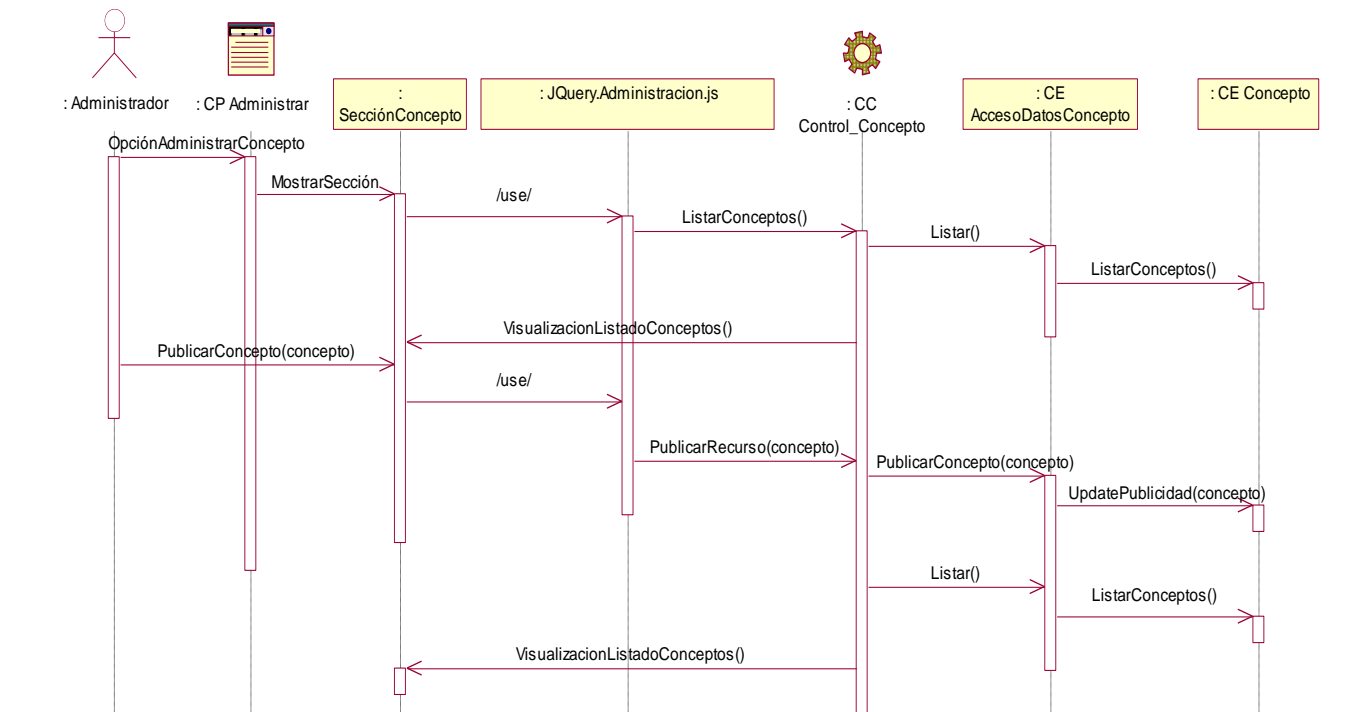 : Administrador
: CP Administrar
:
SecciónConcepto
: JQuery.Administracion.js
: CC
Control_Concepto
: CE
AccesoDatosConcepto
: CE Concepto
OpciónAdministrarConcepto
MostrarSección
/use/
ListarConceptos()
Listar()
ListarConceptos()
VisualizacionListadoConceptos()
PublicarConcepto(concepto)
/use/
PublicarRecurso(concepto)
PublicarConcepto(concepto)
UpdatePublicidad(concepto)
Listar()
ListarConceptos()
VisualizacionListadoConceptos()